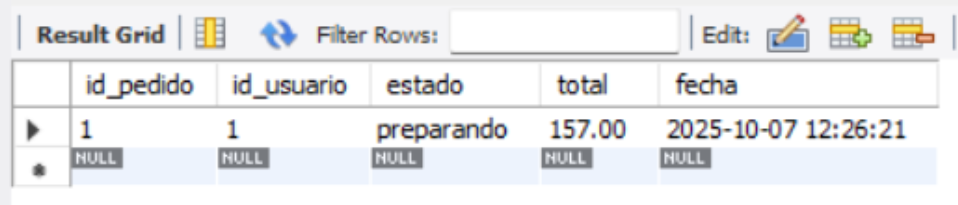 Result Grid Filter Rows: Edit:
id_pedido id_usuario estado total fecha
1 1 preparando 157.00 2025-10-07 12:26:21
NULL NULL NULL NULL NULL